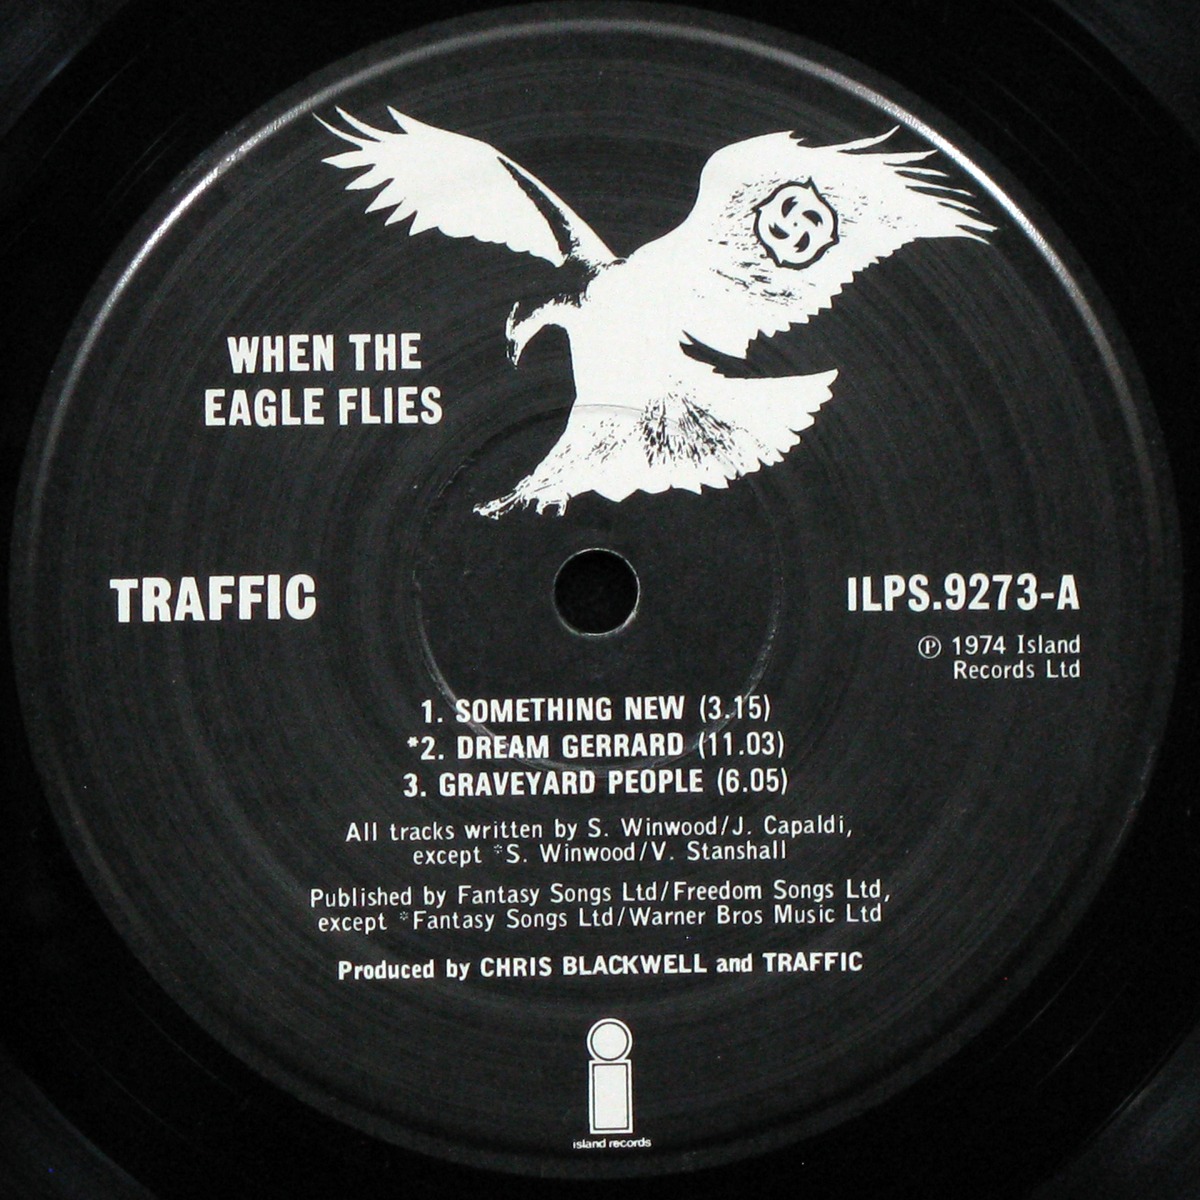 WHEN THE
EAGLE FLIES
TRAFFIC
ILPS.9273-A
℗ 1974 Island
Records Ltd
1. SOMETHING NEW (3.15)
*2. DREAM GERRARD (11.03)
3. GRAVEYARD PEOPLE (6.05)
All tracks written by S. Winwood/J. Capaldi,
except *S. Winwood/V. Stanshall
Published by Fantasy Songs Ltd/Freedom Songs Ltd,
except *Fantasy Songs Ltd/Warner Bros Music Ltd
Produced by CHRIS BLACKWELL and TRAFFIC
i
island records